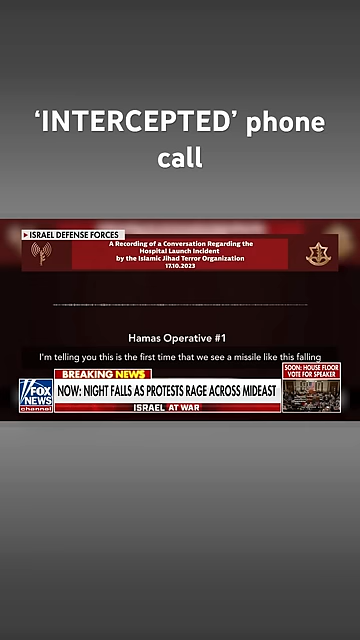 ‘INTERCEPTED’ phone
call
ISRAEL DEFENSE FORCES
A Recording of a Conversation Regarding the
Hospital Launch Incident
by the Islamic Jihad Terror Organization
17.10.2023
Hamas Operative #1
I'm telling you this is the first time that we see a missile like this falling
BREAKING NEWS
SOON: HOUSE FLOOR
VOTE FOR SPEAKER
FOX
NEWS
channel
NOW: NIGHT FALLS AS PROTESTS RAGE ACROSS MIDEAST
ISRAEL AT WAR